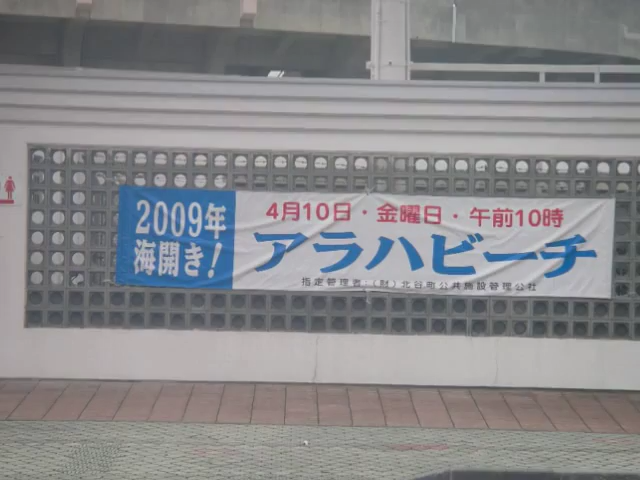 2009年
海開き!
4月10日・金曜日・午前10時
アラハビーチ
指定管理者:(財)北谷町公共施設管理公社